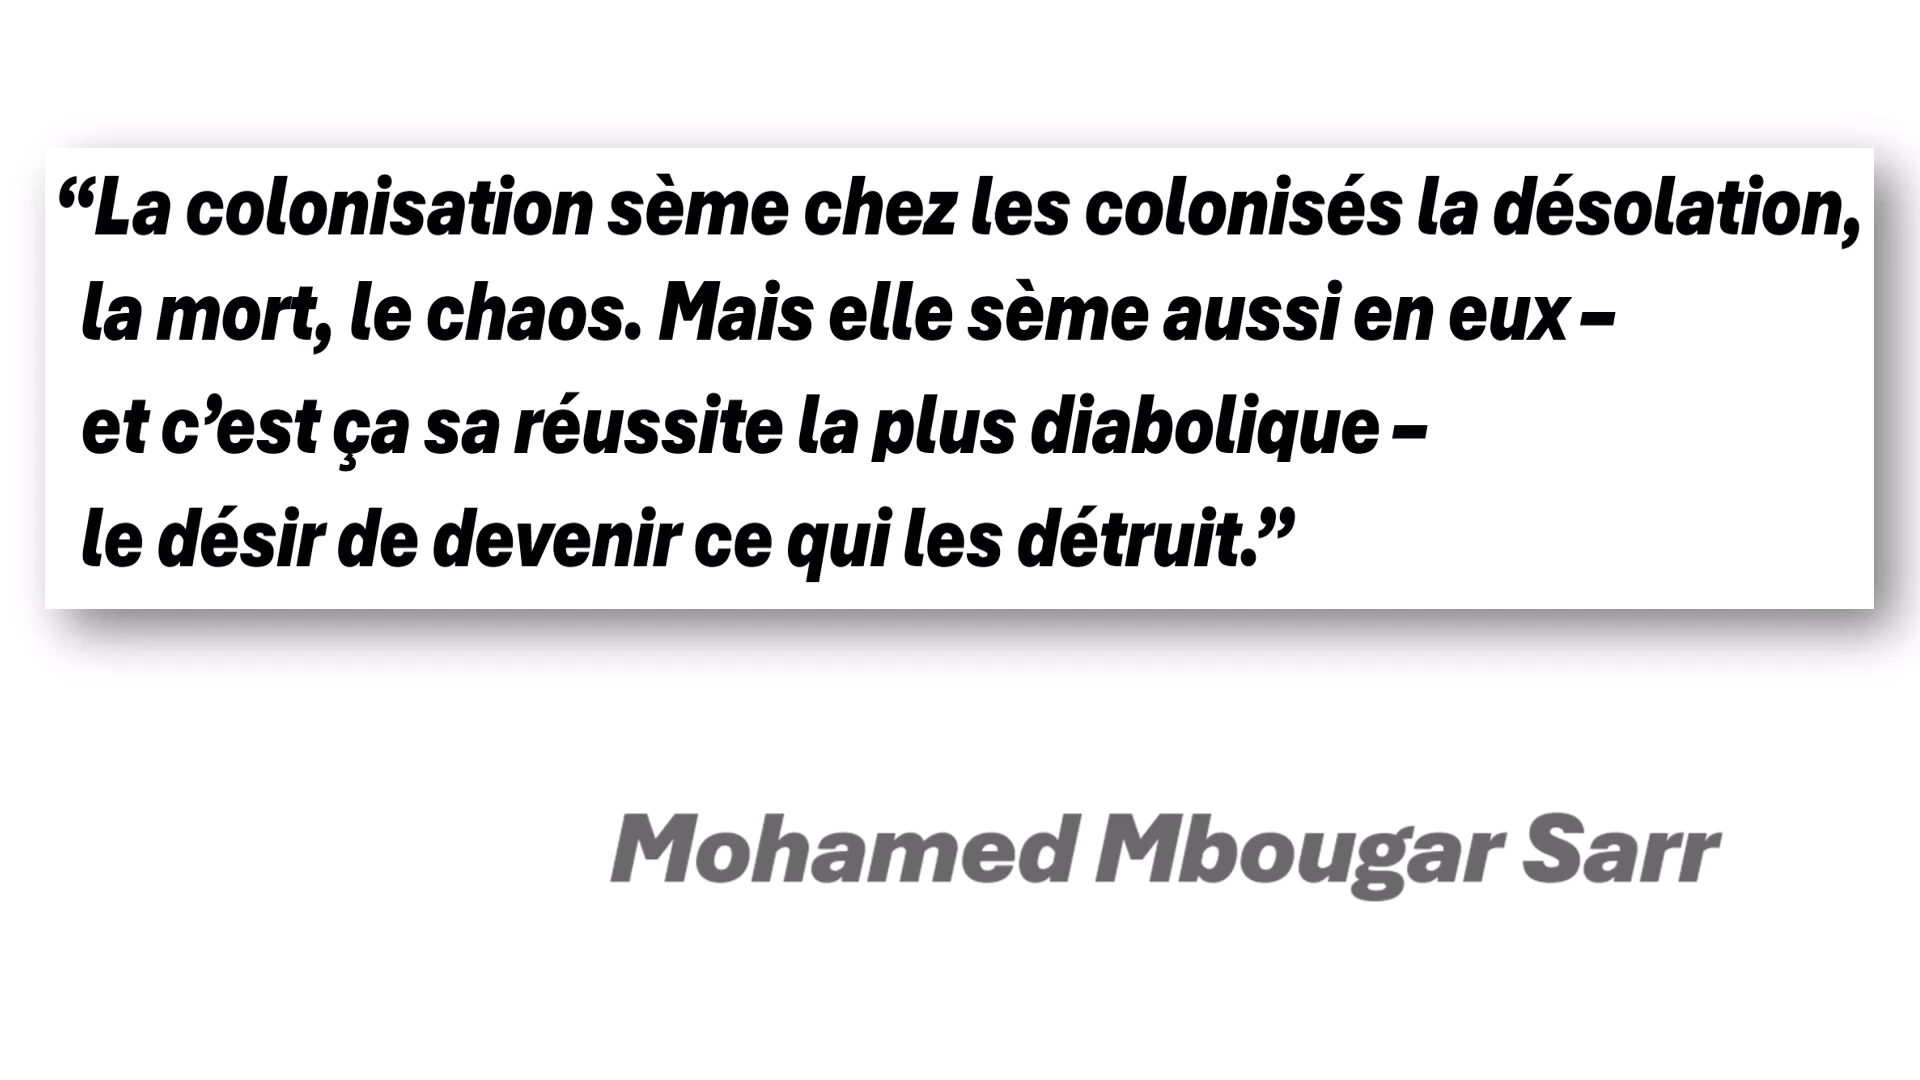 “La colonisation sème chez les colonisés la désolation,
la mort, le chaos. Mais elle sème aussi en eux –
et c’est ça sa réussite la plus diabolique –
le désir de devenir ce qui les détruit.”
Mohamed Mbougar Sarr